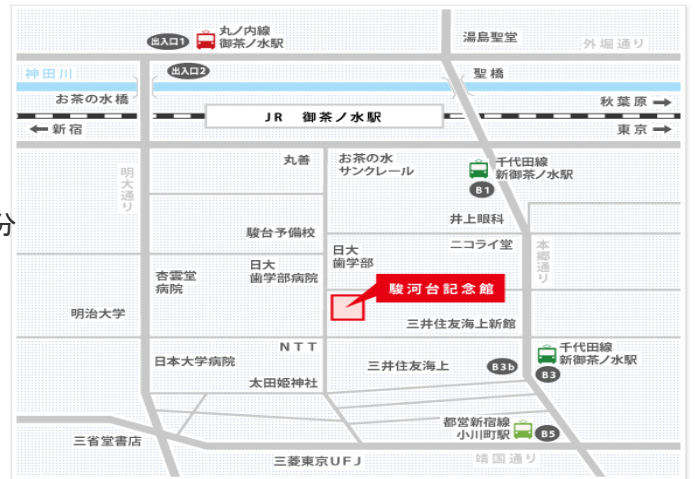 出入口1
丸ノ内線
御茶ノ水駅
湯島聖堂
外堀通り
神田川
出入口2
聖橋
お茶の水橋
秋葉原→
JR 御茶ノ水駅
←新宿
東京→
丸善
お茶の水
サンクレール
千代田線
新御茶ノ水駅
B1
明大通り
分
井上眼科
駿台予備校
ニコライ堂
本郷通り
日大
歯学部
日大
歯学部病院
杏雲堂
病院
駿河台記念館
明治大学
三井住友海上新館
NTT
千代田線
新御茶ノ水駅
日本大学病院
三井住友海上
B3b
B3
太田姫神社
都営新宿線
小川町駅
B5
三省堂書店
三菱東京UFJ
靖国通り